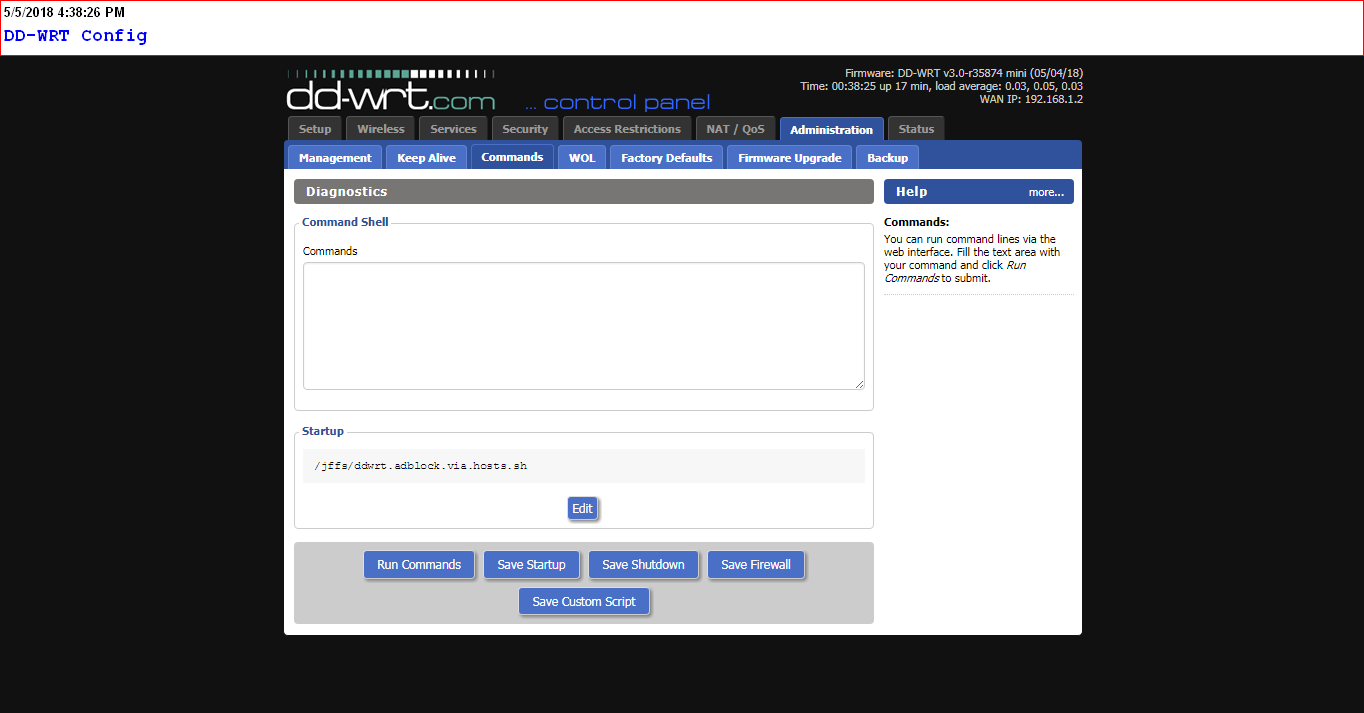 5/5/2018 4:38:26 PM
DD-WRT Config
dd-wrt.com ... control panel
Firmware: DD-WRT v3.0-r35874 mini (05/04/18)
Time: 00:38:25 up 17 min, load average: 0.03, 0.05, 0.03
WAN IP: 192.168.1.2
Setup Wireless Services Security Access Restrictions NAT / QoS Administration Status
Management Keep Alive Commands WOL Factory Defaults Firmware Upgrade Backup
Diagnostics
Command Shell
Commands
Startup
/jffs/ddwrt.adblock.via.hosts.sh
Edit
Run Commands Save Startup Save Shutdown Save Firewall
Save Custom Script
Help more...
Commands:
You can run command lines via the
web interface. Fill the text area with
your command and click Run
Commands to submit.